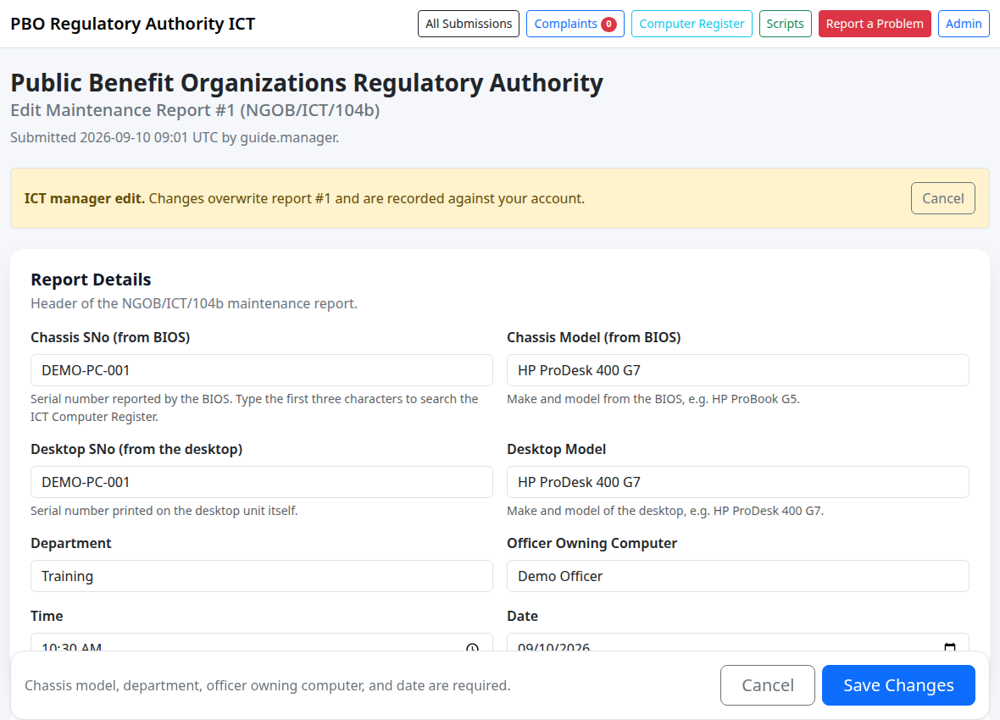 PBO Regulatory Authority ICT
All Submissions
Complaints 0
Computer Register
Scripts
Report a Problem
Admin
Public Benefit Organizations Regulatory Authority
Edit Maintenance Report #1 (NGOB/ICT/104b)
Submitted 2026-09-10 09:01 UTC by guide.manager.
ICT manager edit. Changes overwrite report #1 and are recorded against your account.
Cancel
Report Details
Header of the NGOB/ICT/104b maintenance report.
Chassis SNo (from BIOS)
DEMO-PC-001
Serial number reported by the BIOS. Type the first three characters to search the
ICT Computer Register.
Chassis Model (from BIOS)
HP ProDesk 400 G7
Make and model from the BIOS, e.g. HP ProBook G5.
Desktop SNo (from the desktop)
DEMO-PC-001
Serial number printed on the desktop unit itself.
Desktop Model
HP ProDesk 400 G7
Make and model of the desktop, e.g. HP ProDesk 400 G7.
Department
Training
Officer Owning Computer
Demo Officer
Time
10:30 AM
Date
09/10/2026
Chassis model, department, officer owning computer, and date are required.
Cancel
Save Changes